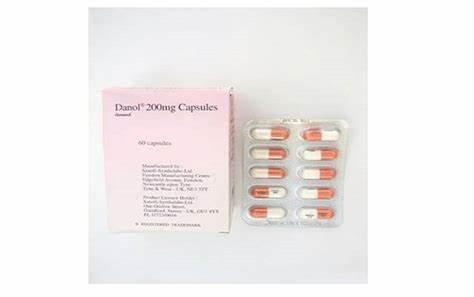 Danol® 200mg Capsules
danazol
60 capsules
Manufactured by :
Sanofi-Synthelabo Ltd.
Fawdon Manufacturing Centre
Edgefield Avenue, Fawdon,
Newcastle upon Tyne
Tyne & Wear - UK, NE3 3TT
Product Licence Holder :
Sanofi-Synthelabo Ltd.
One Onslow Street,
Guildford, Surrey - UK, GU1 4YS
® REGISTERED TRADEMARK